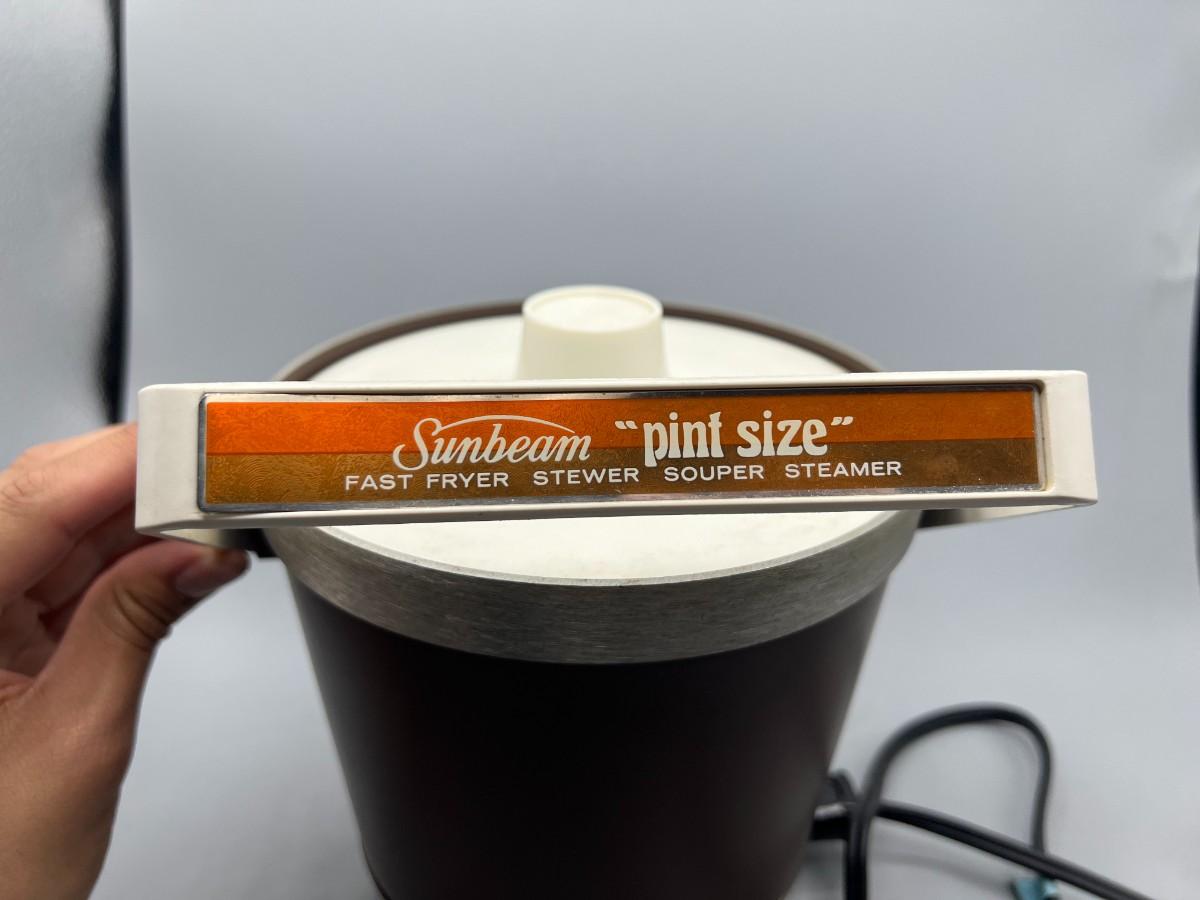 Sunbeam "pint size"
FAST FRYER STEWER SOUPER STEAMER